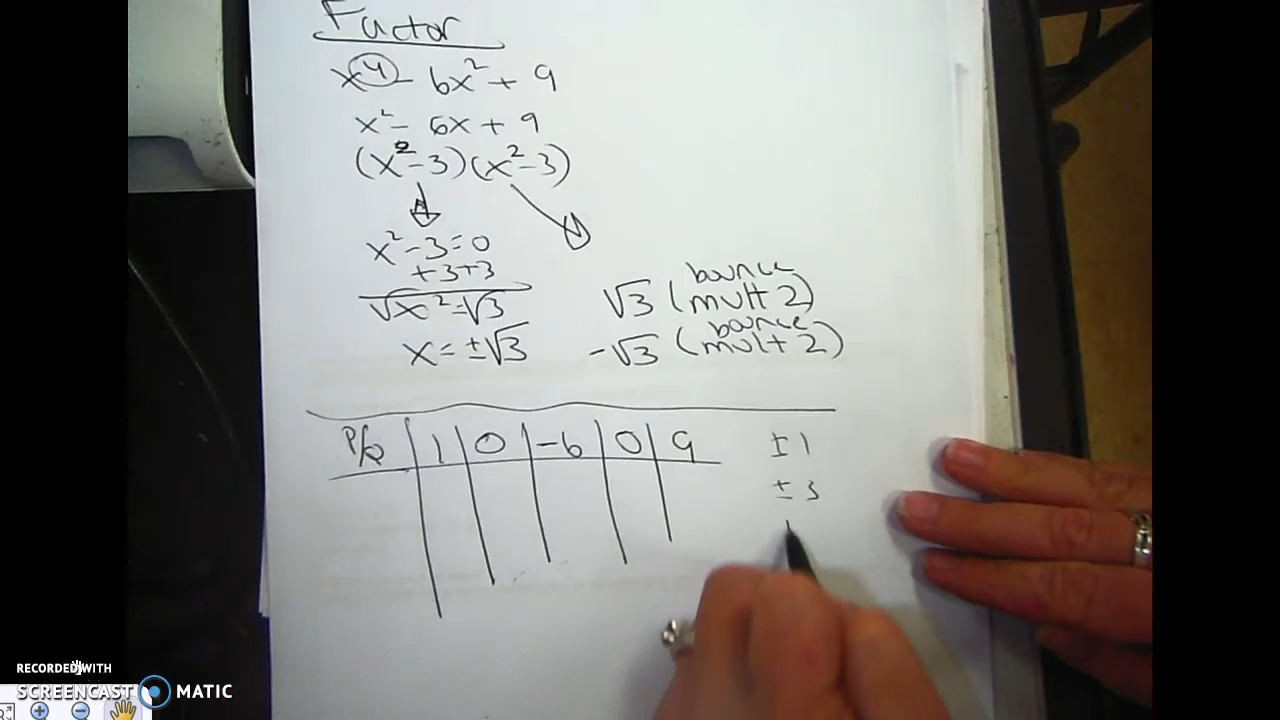 Factor
x⁴ - 6x² + 9
x² - 6x + 9
(x² - 3)(x² - 3)
x² - 3 = 0
+3 +3
√x² = √3
x = ±√3
bounce
√3 (mult 2)
bounce
-√3 (mult 2)
P/Q 1 0 -6 0 9
± 1
± 3
RECORDED WITH
SCREENCAST MATIC